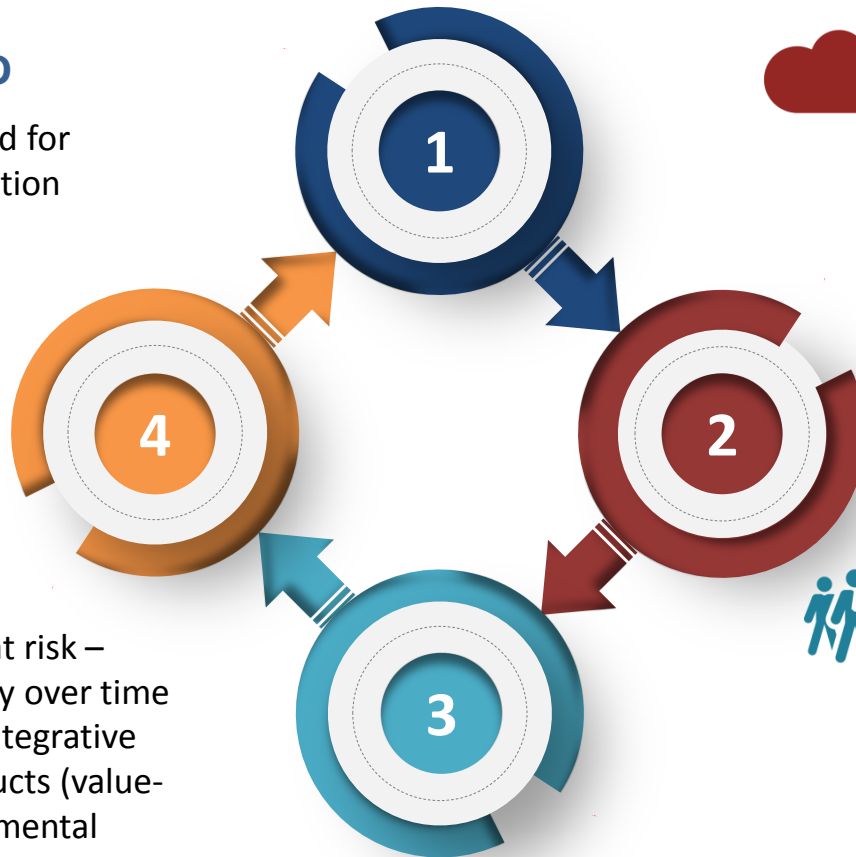 d for
tion
1
4
2
3
t risk –
y over time
tegrative
ucts (value-
mental